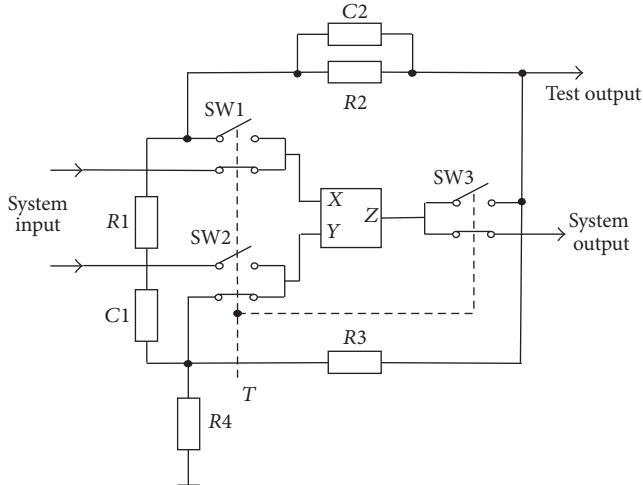 C2
R2
Test output
SW1
System
input
R1
X
Y
Z
SW3
System
output
SW2
C1
R3
T
R4